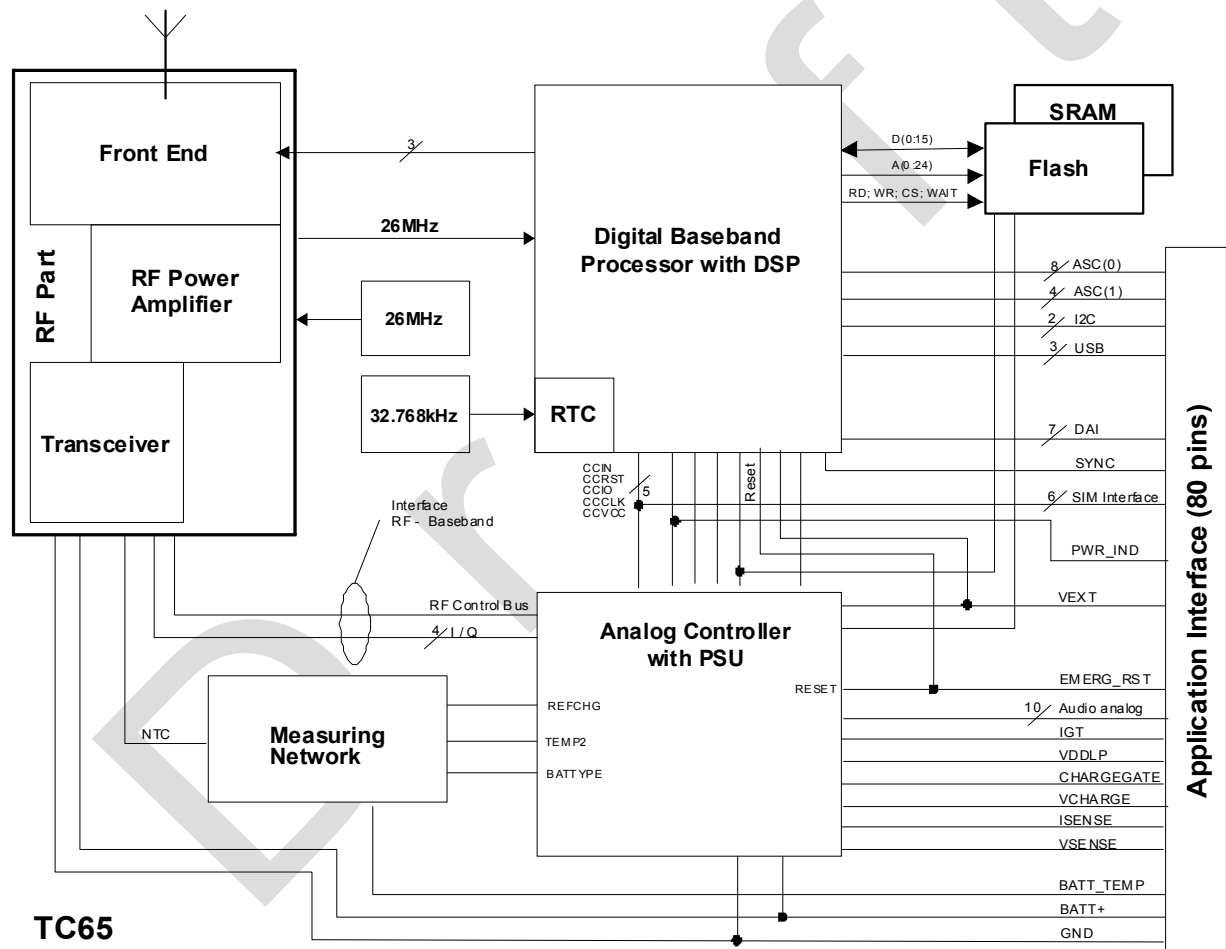 Draft
SRAM
Flash
Front End
3
D(0:15)
A(0:24)
RD; WR; CS; WAIT
26MHz
Digital Baseband
Processor with DSP
RF Part
RF Power
Amplifier
26MHz
8 ASC(0)
4 ASC(1)
2 I2C
3 USB
32.768kHz
RTC
Transceiver
7 DAI
SYNC
CCIN
CCRST
CCIO
CCCLK
CCVCC
5
Reset
6 SIM Interface
Interface
RF - Baseband
PWR_IND
Application Interface (80 pins)
RF Control Bus
4 I / Q
Analog Controller
with PSU
VEXT
RESET
EMERG_RST
REFCHG
10 Audio analog
NTC
Measuring
Network
TEMP2
IGT
VDDLP
BATTYPE
CHARGEGATE
VCHARGE
ISENSE
VSENSE
BATT_TEMP
BATT+
GND
TC65